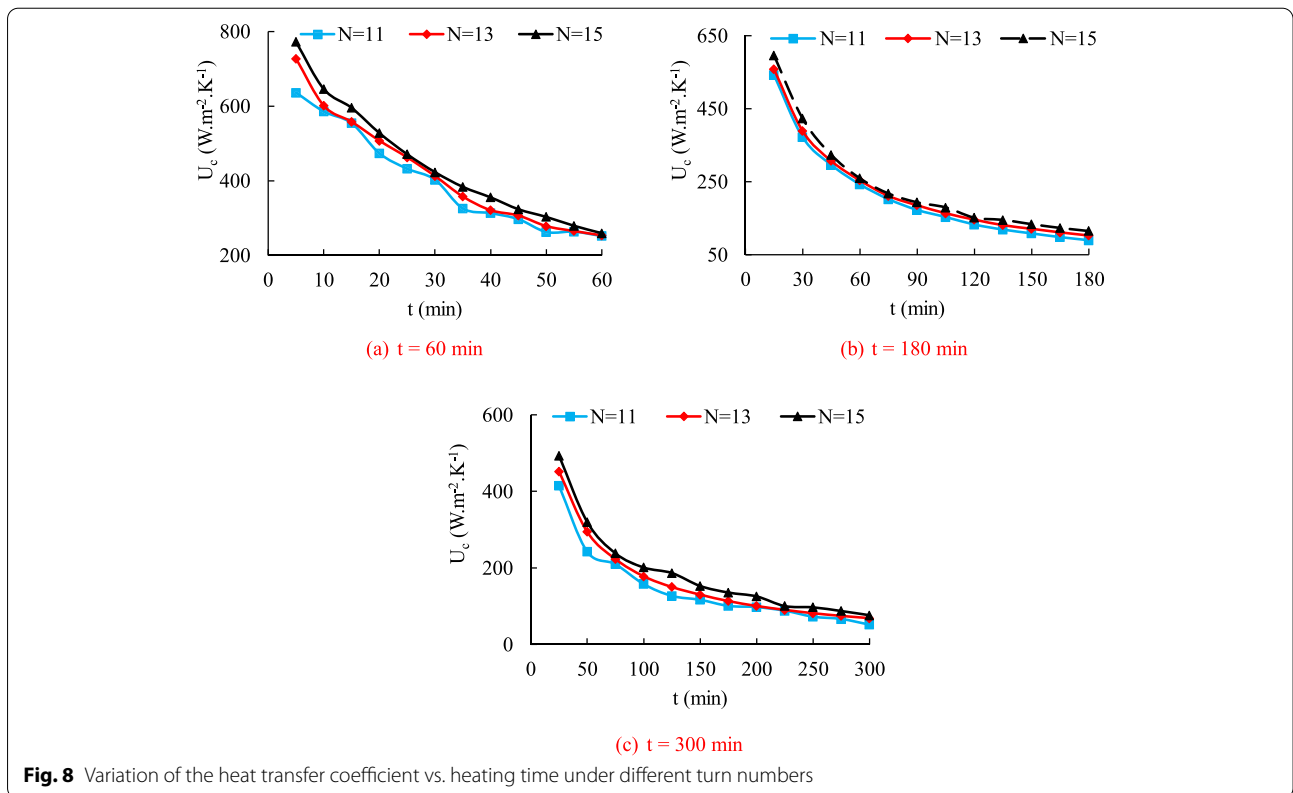 800
N=11
N=13
N=15
600
400
200
U_c (W.m^-2.K^-1)
0 10 20 30 40 50 60
t (min)
(a) t = 60 min
650
N=11
N=13
N=15
450
250
50
U_c (W.m^-2.K^-1)
0 30 60 90 120 150 180
t (min)
(b) t = 180 min
600
N=11
N=13
N=15
400
200
0
U_c (W.m^-2.K^-1)
0 50 100 150 200 250 300
t (min)
(c) t = 300 min
Fig. 8 Variation of the heat transfer coefficient vs. heating time under different turn numbers